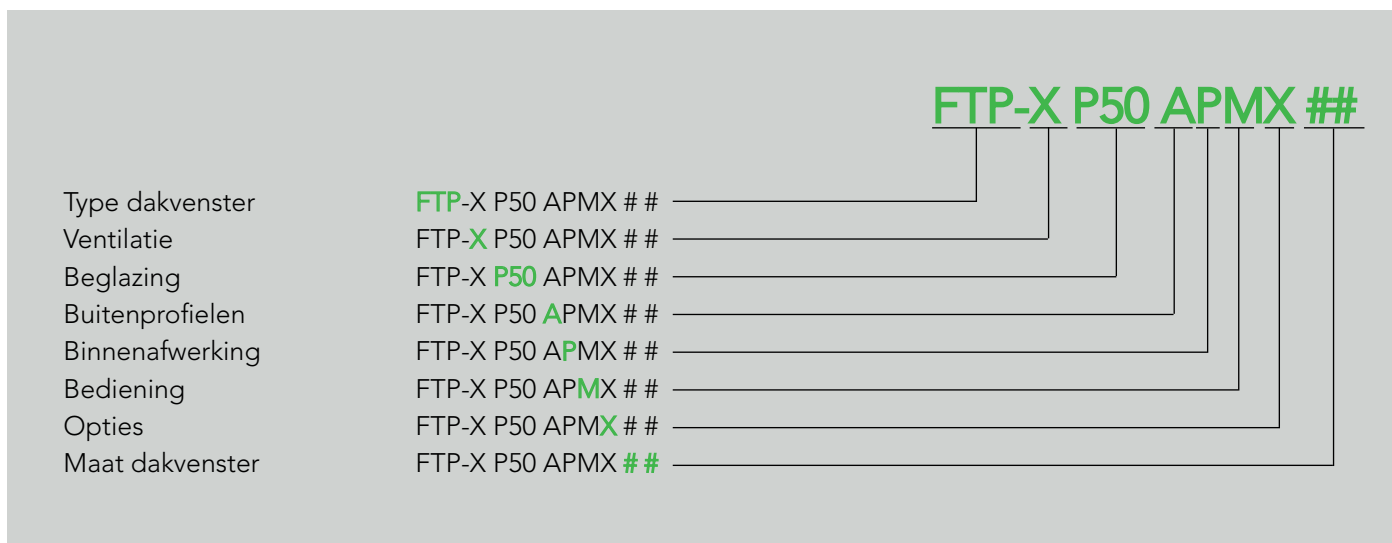 FTP-X P50 APMX ##
Type dakvenster FTP-X P50 APMX # #
Ventilatie FTP-X P50 APMX # #
Beglazing FTP-X P50 APMX # #
Buitenprofielen FTP-X P50 APMX # #
Binnenafwerking FTP-X P50 APMX # #
Bediening FTP-X P50 APMX # #
Opties FTP-X P50 APMX # #
Maat dakvenster FTP-X P50 APMX # #